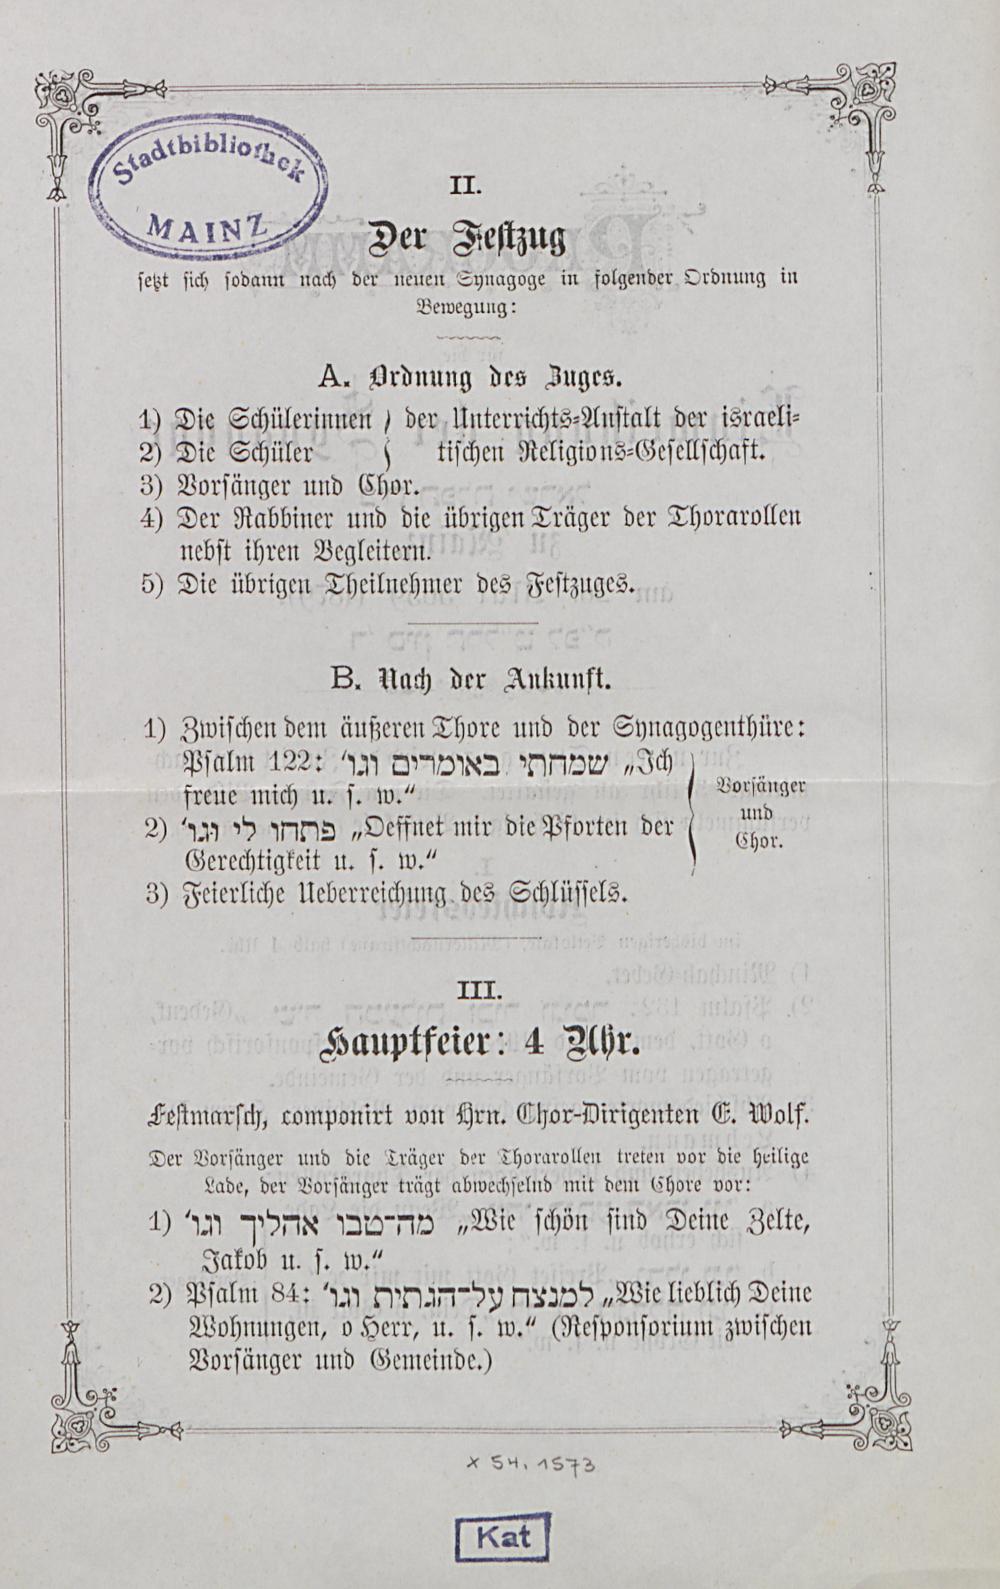 Stadtbibliothek
MAINZ
II.
Der Festzug
setzt sich sodann nach der neuen Synagoge in folgender Ordnung in
Bewegung:
A. Ordnung des Zuges.
1) Die Schülerinnen } der Unterrichts-Anstalt der israeli-
2) Die Schüler } tischen Religions-Gesellschaft.
3) Vorsänger und Chor.
4) Der Rabbiner und die übrigen Träger der Thorarollen
nebst ihren Begleitern.
5) Die übrigen Theilnehmer des Festzuges.
B. Nach der Ankunft.
1) Zwischen dem äußeren Thore und der Synagogenthüre:
Psalm 122: שמחתי באומרים וגו' „Ich
freue mich u. s. w.“
2) פתחו לי וגו' „Oeffnet mir die Pforten der
Gerechtigkeit u. s. w.“
} Vorsänger
und
Chor.
3) Feierliche Ueberreichung des Schlüssels.
III.
Hauptfeier: 4 Uhr.
Festmarsch, componirt von Hrn. Chor-Dirigenten E. Wolf.
Der Vorsänger und die Träger der Thorarollen treten vor die heilige
Lade, der Vorsänger trägt abwechselnd mit dem Chore vor:
1) מה־טבו אהליך וגו' „Wie schön sind Deine Zelte,
Jakob u. s. w.“
2) Psalm 84: למנצח על־הגתית וגו' „Wie lieblich Deine
Wohnungen, o Herr, u. s. w.“ (Responsorium zwischen
Vorsänger und Gemeinde.)
x 54, 1573
Kat